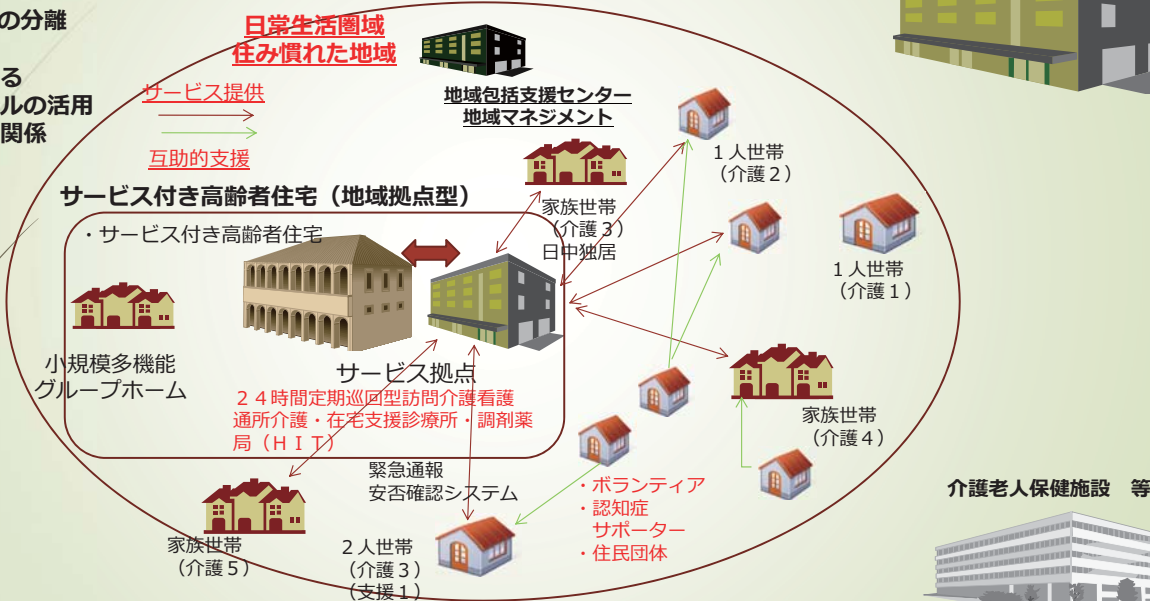 の分離
る
ルの活用
関係
日常生活圏域
住み慣れた地域
サービス提供
互助的支援
地域包括支援センター
地域マネジメント
サービス付き高齢者住宅（地域拠点型）
・サービス付き高齢者住宅
小規模多機能
グループホーム
サービス拠点
２４時間定期巡回型訪問介護看護
通所介護・在宅支援診療所・調剤薬
局（ＨＩＴ）
家族世帯
（介護３）
日中独居
１人世帯
（介護２）
１人世帯
（介護１）
家族世帯
（介護４）
緊急通報
安否確認システム
家族世帯
（介護５）
２人世帯
（介護３）
（支援１）
・ボランティア
・認知症
サポーター
・住民団体
介護老人保健施設　等